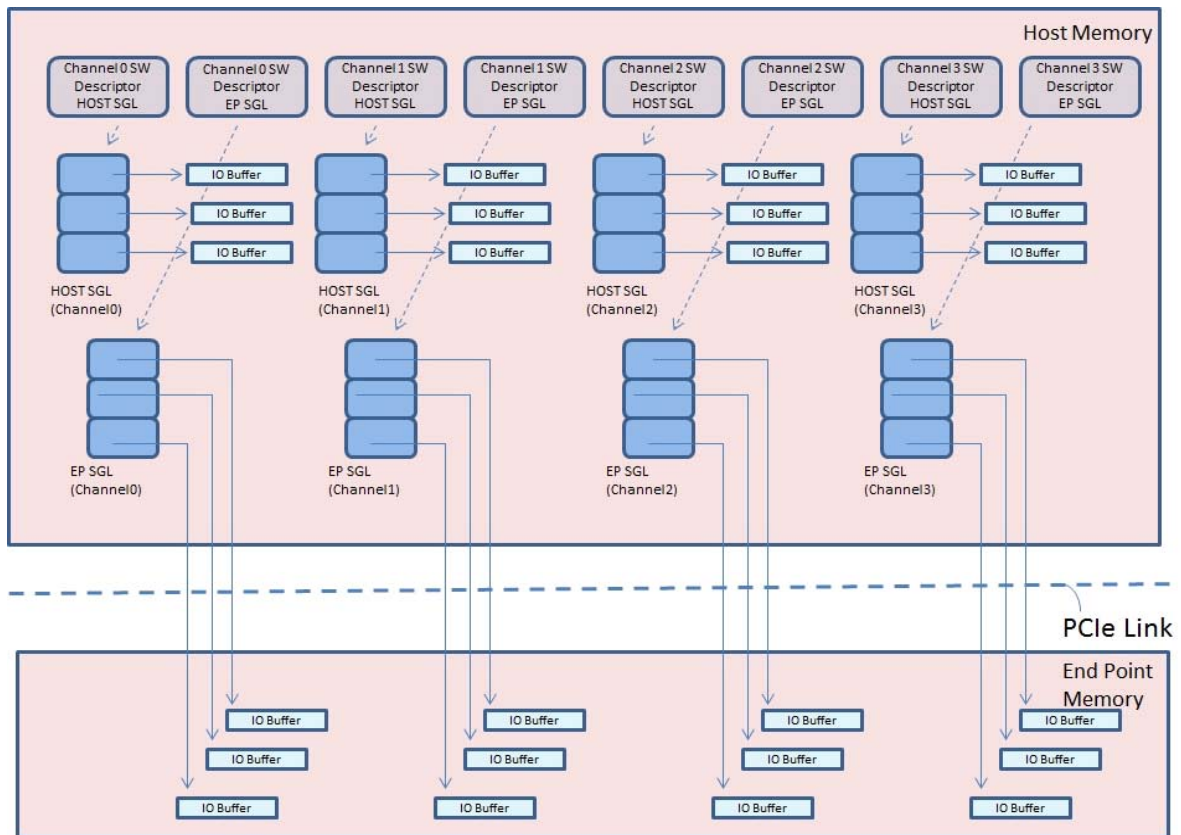 Host Memory
Channel 0 SW
Descriptor
HOST SGL
Channel 0 SW
Descriptor
EP SGL
Channel 1 SW
Descriptor
HOST SGL
Channel 1 SW
Descriptor
EP SGL
Channel 2 SW
Descriptor
HOST SGL
Channel 2 SW
Descriptor
EP SGL
Channel 3 SW
Descriptor
HOST SGL
Channel 3 SW
Descriptor
EP SGL
IO Buffer
IO Buffer
IO Buffer
IO Buffer
IO Buffer
IO Buffer
IO Buffer
IO Buffer
IO Buffer
IO Buffer
IO Buffer
IO Buffer
HOST SGL
(Channel0)
HOST SGL
(Channel1)
HOST SGL
(Channel2)
HOST SGL
(Channel3)
EP SGL
(Channel0)
EP SGL
(Channel1)
EP SGL
(Channel2)
EP SGL
(Channel3)
PCIe Link
End Point
Memory
IO Buffer
IO Buffer
IO Buffer
IO Buffer
IO Buffer
IO Buffer
IO Buffer
IO Buffer
IO Buffer
IO Buffer
IO Buffer
IO Buffer